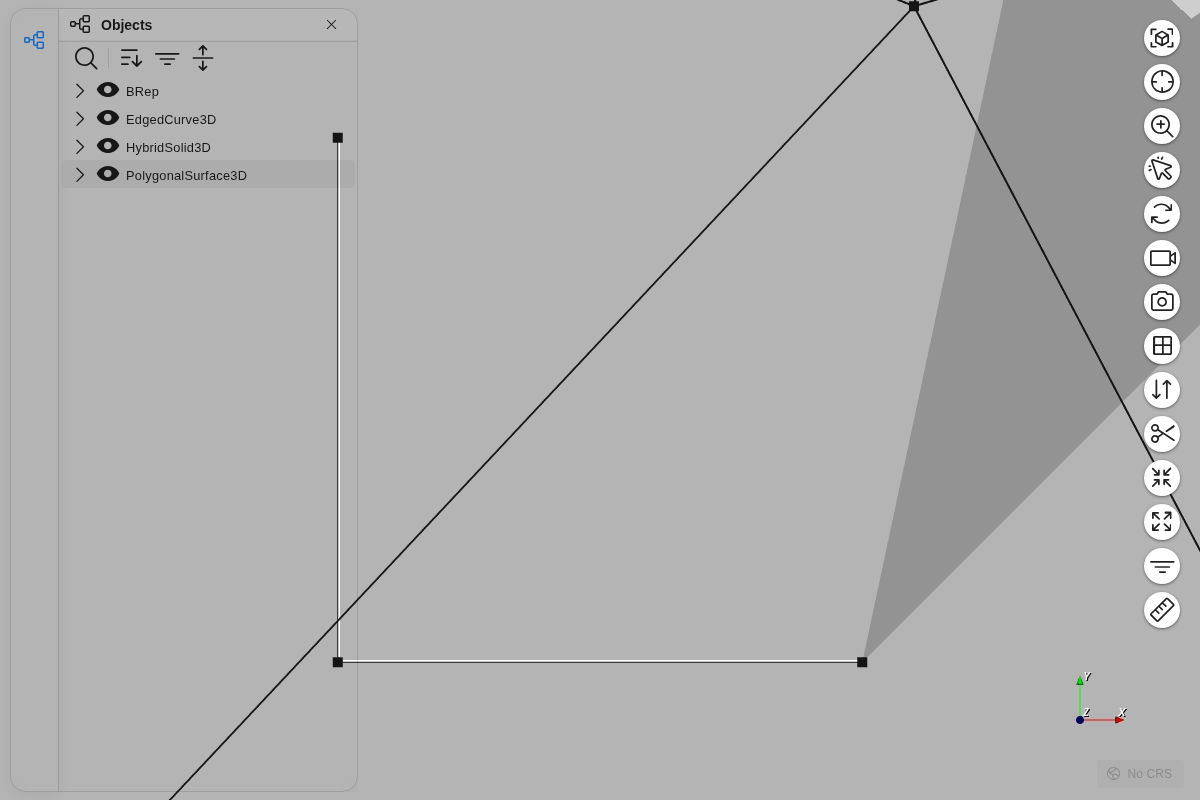 Objects
BRep
EdgedCurve3D
HybridSolid3D
PolygonalSurface3D
Y
Z
X
No CRS